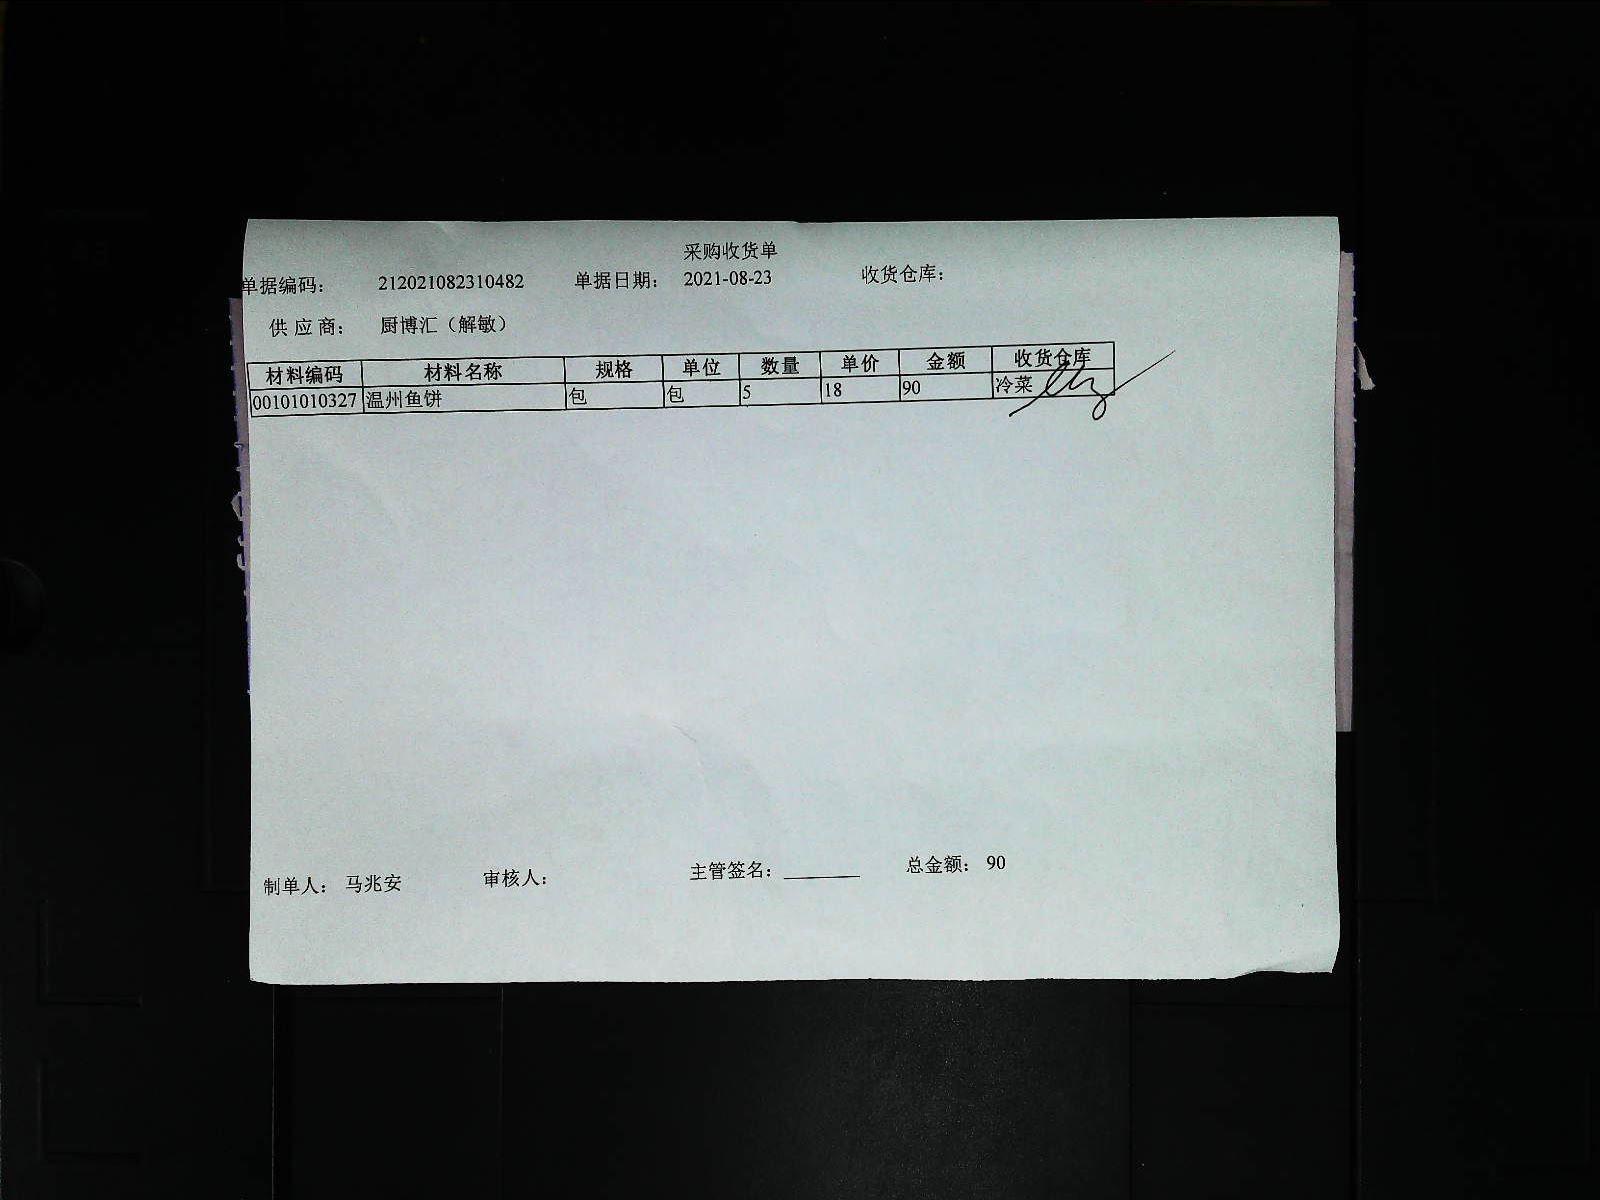 采购收货单
单据编码： 212021082310482 单据日期： 2021-08-23 收货仓库：
供 应 商： 厨博汇（解敏）
材料编码 材料名称 规格 单位 数量 单价 金额 收货仓库
00101010327 温州鱼饼 包 包 5 18 90 冷菜
制单人： 马兆安 审核人： 主管签名：________ 总金额： 90